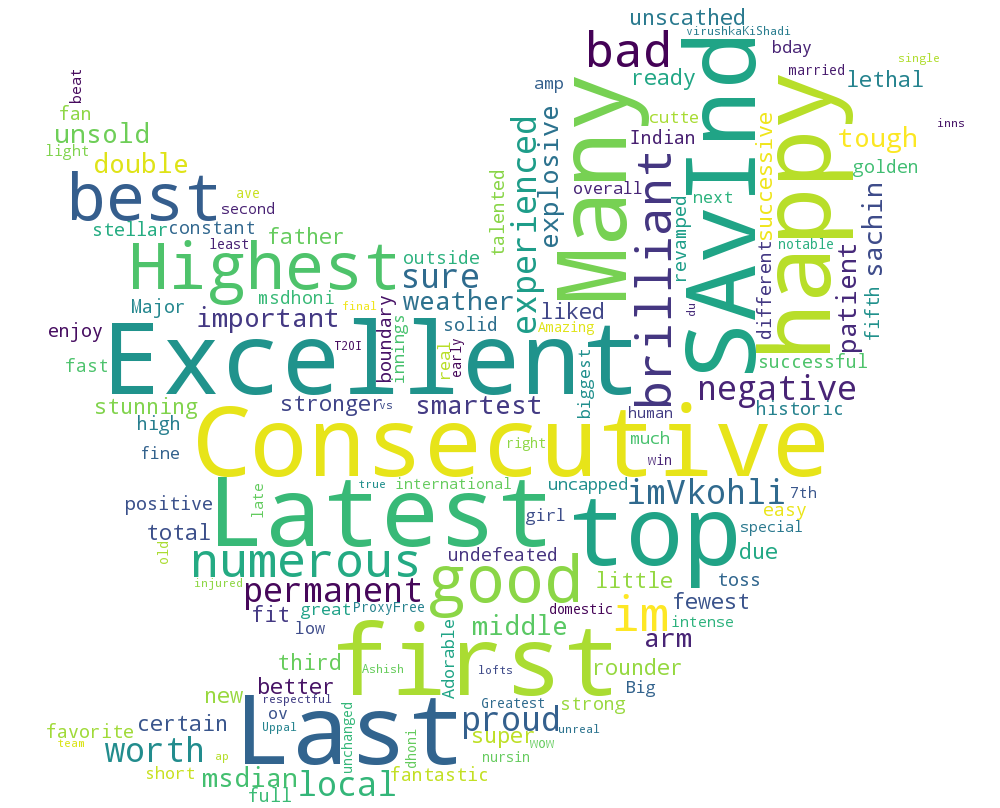 unscathed
virushkaKiShadi
bad
bday
single
beat
amp
ready
married
lethal
fan
cutte
inns
unsold
light
Indian
tough
double
golden
best
ave
second
overall
next
stellar
constant
talented
experienced
explosive
Many
brilliant
SAvInd
revamped
successive
happy
notable
sachin
father
least
Highest
outside
sure
different
patient
fifth
msdhoni
weather
Major
final
important
boundary
innings
solid
liked
Amazing
du
enjoy
T20I
real
early
Excellent
fast
successful
biggest
negative
stunning
stronger
vs
smartest
human
historic
high
Consecutive
right
much
fine
win
true
international
uncapped
imVkohli
7th
late
Latest
positive
girl
top
easy
total
special
old
numerous
undefeated
due
injured
permanent
good
little
toss
fit
great
ProxyFree
domestic
im
fewest
low
middle
intense
first
arm
third
Ashish
Adorable
lofts
rounder
better
Big
new
respectful
Greatest
strong
ov
certain
Uppal
Last
proud
favorite
unchanged
dhoni
super
wow
unreal
team
worth
ap
nursin
short
msdian
local
fantastic
full